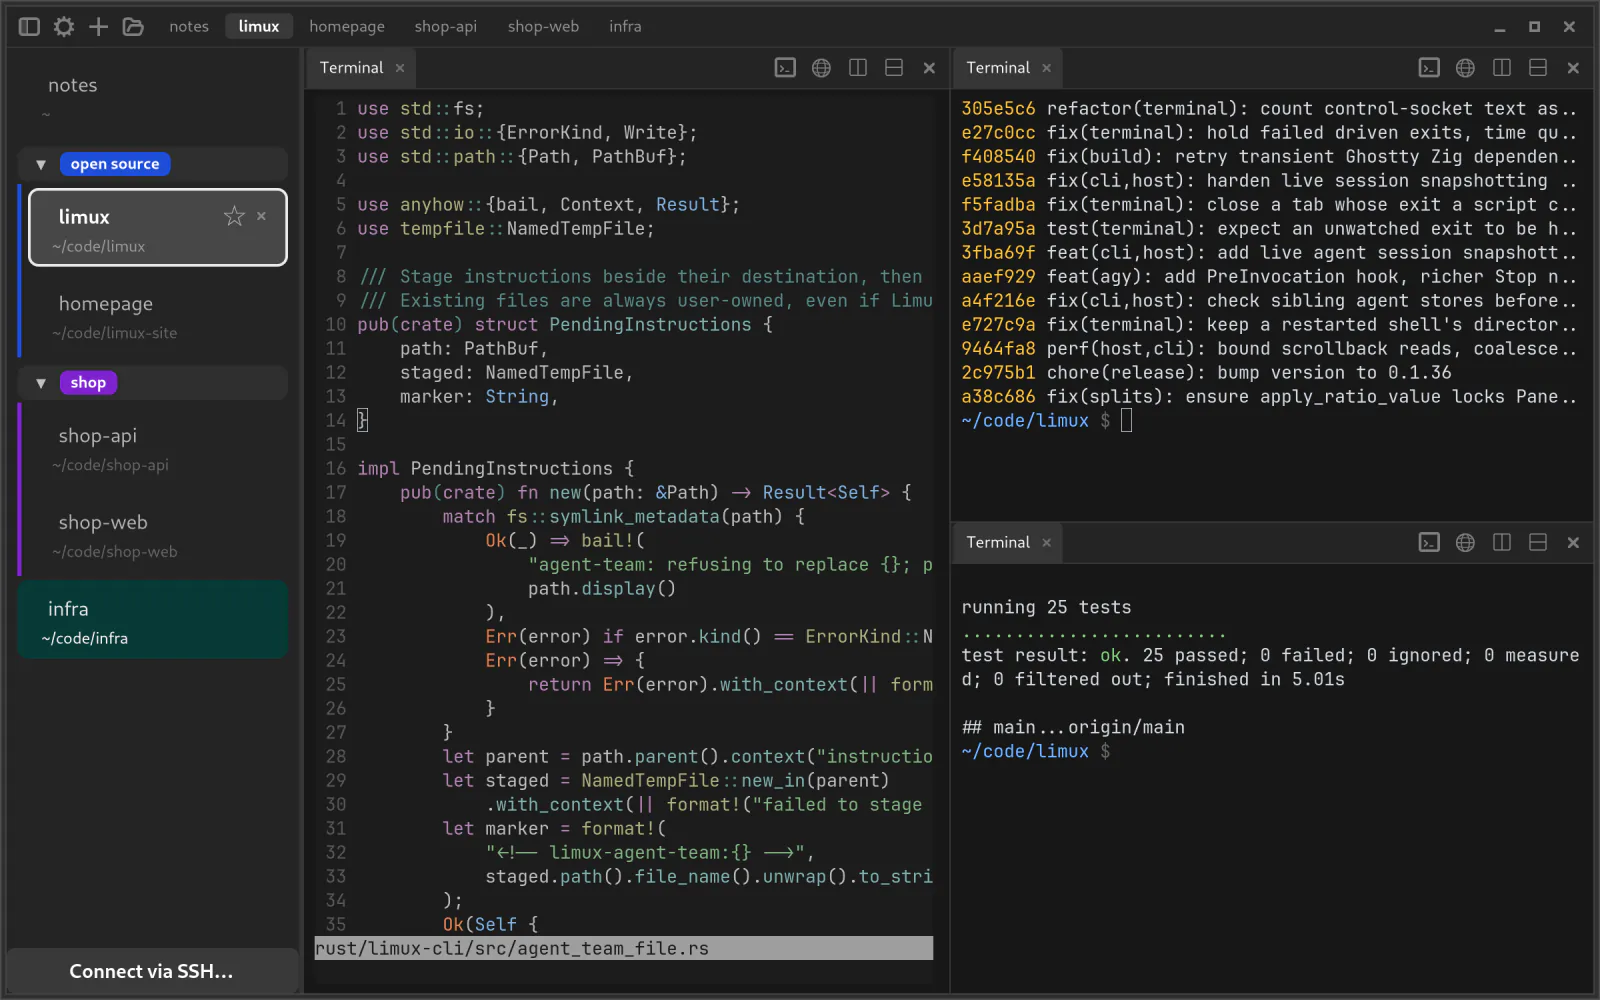 notes
limux
homepage
shop-api
shop-web
infra
notes
~
open source
limux
~/code/limux
homepage
~/code/limux-site
shop
shop-api
~/code/shop-api
shop-web
~/code/shop-web
infra
~/code/infra
Connect via SSH...
Terminal
1 use std::fs;
2 use std::io::{ErrorKind, Write};
3 use std::path::{Path, PathBuf};
4
5 use anyhow::{bail, Context, Result};
6 use tempfile::NamedTempFile;
7
8 /// Stage instructions beside their destination, then
9 /// Existing files are always user-owned, even if Limu
10 pub(crate) struct PendingInstructions {
11     path: PathBuf,
12     staged: NamedTempFile,
13     marker: String,
14 }
15
16 impl PendingInstructions {
17     pub(crate) fn new(path: &Path) -> Result<Self> {
18         match fs::symlink_metadata(path) {
19             Ok(_) => bail!(
20                 "agent-team: refusing to replace {}; p
21                 path.display()
22             ),
23             Err(error) if error.kind() == ErrorKind::N
24             Err(error) => {
25                 return Err(error).with_context(|| form
26             }
27         }
28         let parent = path.parent().context("instructio
29         let staged = NamedTempFile::new_in(parent)
30             .with_context(|| format!("failed to stage
31         let marker = format!(
32             "<!-- limux-agent-team:{} -->",
33             staged.path().file_name().unwrap().to_stri
34         );
35         Ok(Self {
rust/limux-cli/src/agent_team_file.rs
Terminal
305e5c6 refactor(terminal): count control-socket text as..
e27c0cc fix(terminal): hold failed driven exits, time qu..
f408540 fix(build): retry transient Ghostty Zig dependen..
e58135a fix(cli,host): harden live session snapshotting ..
f5fadba fix(terminal): close a tab whose exit a script c..
3d7a95a test(terminal): expect an unwatched exit to be h..
3fba69f feat(cli,host): add live agent session snapshott..
aaef929 feat(agy): add PreInvocation hook, richer Stop n..
a4f216e fix(cli,host): check sibling agent stores before..
e727c9a fix(terminal): keep a restarted shell's director..
9464fa8 perf(host,cli): bound scrollback reads, coalesce..
2c975b1 chore(release): bump version to 0.1.36
a38c686 fix(splits): ensure apply_ratio_value locks Pane..
~/code/limux $
Terminal
running 25 tests
.........................
test result: ok. 25 passed; 0 failed; 0 ignored; 0 measure
d; 0 filtered out; finished in 5.01s
## main...origin/main
~/code/limux $